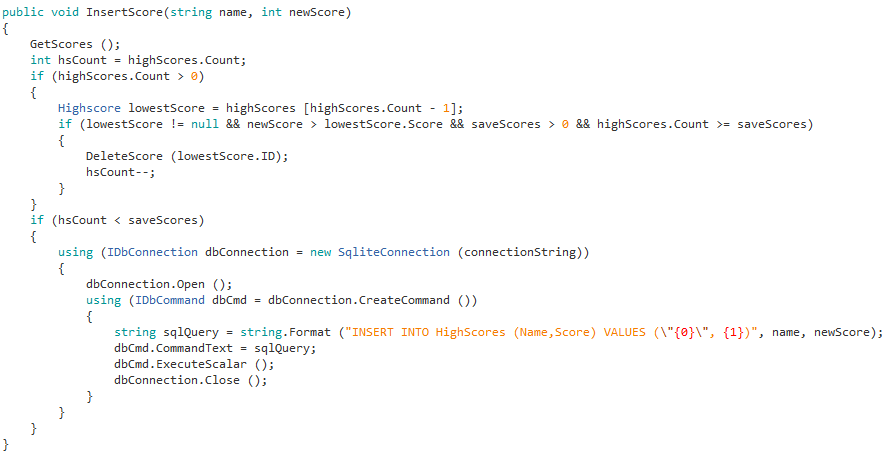 public void InsertScore(string name, int newScore)
{
    GetScores ();
    int hsCount = highScores.Count;
    if (highScores.Count > 0)
    {
        Highscore lowestScore = highScores [highScores.Count - 1];
        if (lowestScore != null && newScore > lowestScore.Score && saveScores > 0 && highScores.Count >= saveScores)
        {
            DeleteScore (lowestScore.ID);
            hsCount--;
        }
    }
    if (hsCount < saveScores)
    {
        using (IDbConnection dbConnection = new SqliteConnection (connectionString))
        {
            dbConnection.Open ();
            using (IDbCommand dbCmd = dbConnection.CreateCommand ())
            {
                string sqlQuery = string.Format ("INSERT INTO HighScores (Name,Score) VALUES (\"{0}\", {1})", name, newScore);
                dbCmd.CommandText = sqlQuery;
                dbCmd.ExecuteScalar ();
                dbConnection.Close ();
            }
        }
    }
}